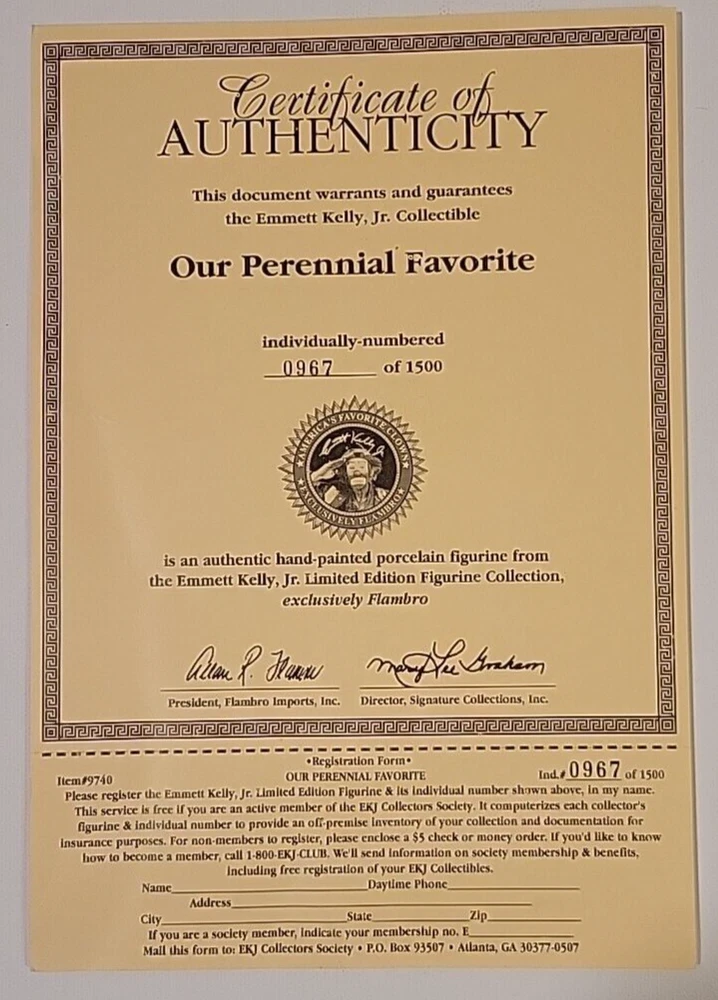 Certificate of
AUTHENTICITY
This document warrants and guarantees
the Emmett Kelly, Jr. Collectible
Our Perennial Favorite
individually-numbered
0967 of 1500
AMERICA'S FAVORITE CLOWN
Emmett Kelly Jr
EXCLUSIVELY FLAMBRO
is an authentic hand-painted porcelain figurine from
the Emmett Kelly, Jr. Limited Edition Figurine Collection,
exclusively Flambro
President, Flambro Imports, Inc. Director, Signature Collections, Inc.
•Registration Form•
Item#9740 OUR PERENNIAL FAVORITE Ind.# 0967 of 1500
Please register the Emmett Kelly, Jr. Limited Edition Figurine & its individual number shown above, in my name.
This service is free if you are an active member of the EKJ Collectors Society. It computerizes each collector's
figurine & individual number to provide an off-premise inventory of your collection and documentation for
insurance purposes. For non-members to register, please enclose a $5 check or money order. If you'd like to know
how to become a member, call 1-800-EKJ-CLUB. We'll send information on society membership & benefits,
including free registration of your EKJ Collectibles.
Name Daytime Phone
Address
City State Zip
If you are a society member, indicate your membership no. E
Mail this form to: EKJ Collectors Society • P.O. Box 93507 • Atlanta, GA 30377-0507